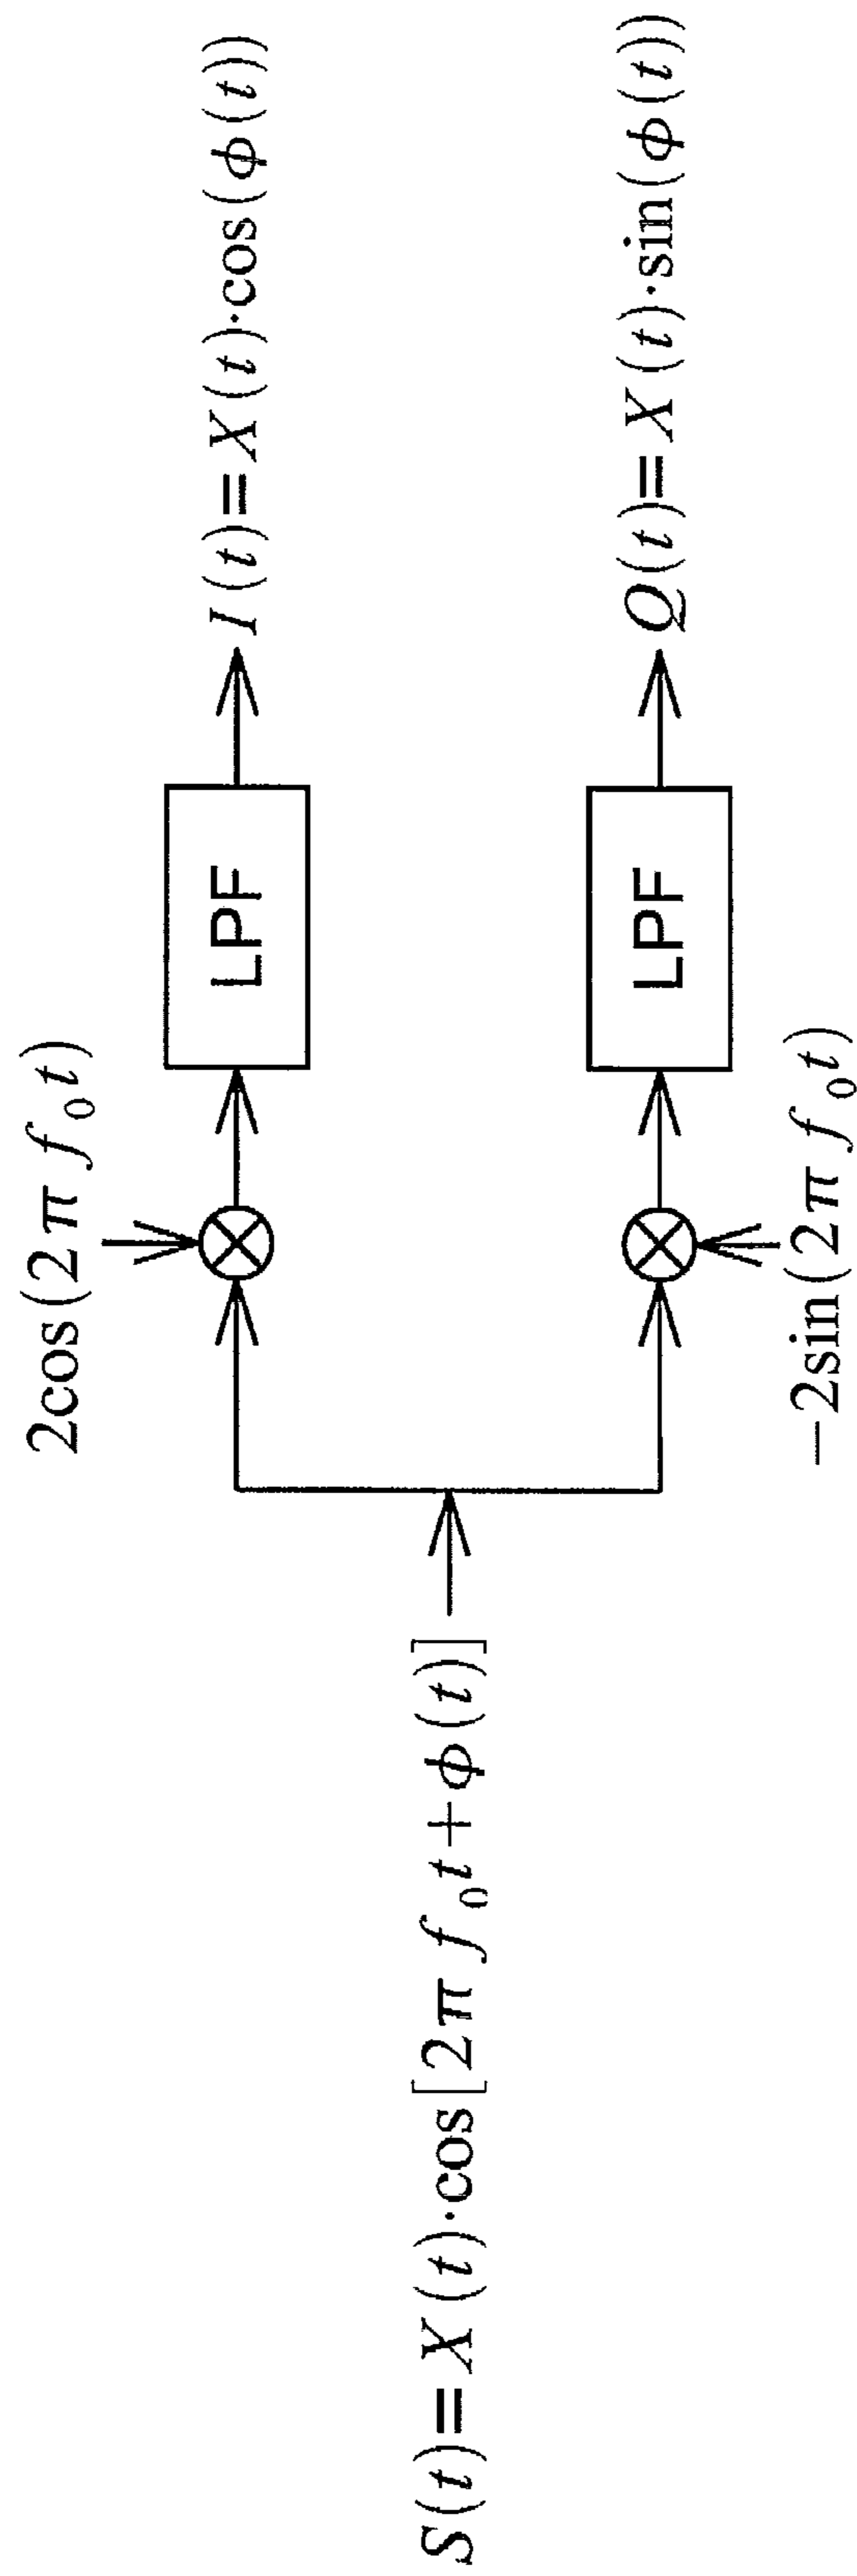 S(t)=X(t)·cos[2π f₀t+ϕ(t)]
2cos(2π f₀t)
LPF
I(t)=X(t)·cos(ϕ(t))
−2sin(2π f₀t)
LPF
Q(t)=X(t)·sin(ϕ(t))